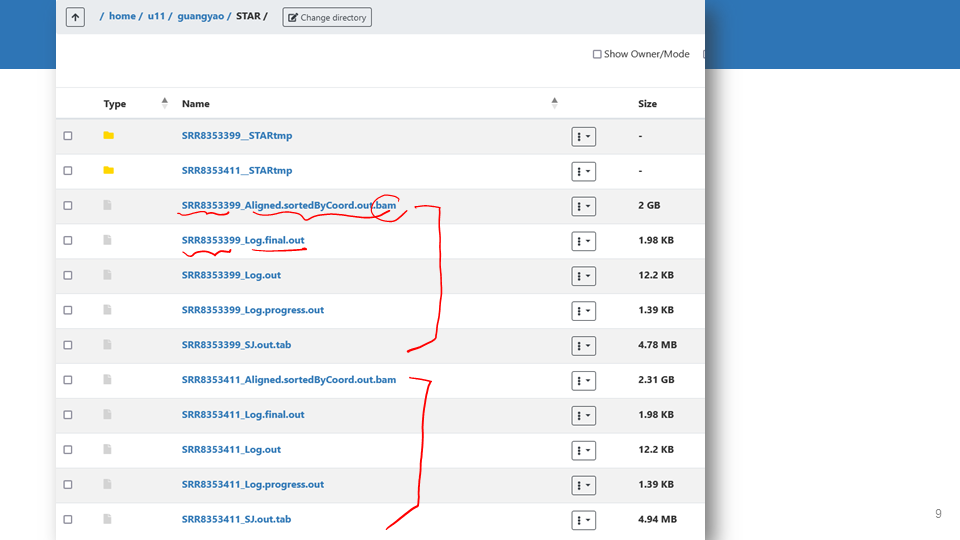 / home / u11 / guangyao / STAR / Change directory
Show Owner/Mode
Type Name Size
SRR8353399__STARtmp -
SRR8353411__STARtmp -
SRR8353399_Aligned.sortedByCoord.out.bam 2 GB
SRR8353399_Log.final.out 1.98 KB
SRR8353399_Log.out 12.2 KB
SRR8353399_Log.progress.out 1.39 KB
SRR8353399_SJ.out.tab 4.78 MB
SRR8353411_Aligned.sortedByCoord.out.bam 2.31 GB
SRR8353411_Log.final.out 1.98 KB
SRR8353411_Log.out 12.2 KB
SRR8353411_Log.progress.out 1.39 KB
SRR8353411_SJ.out.tab 4.94 MB
9